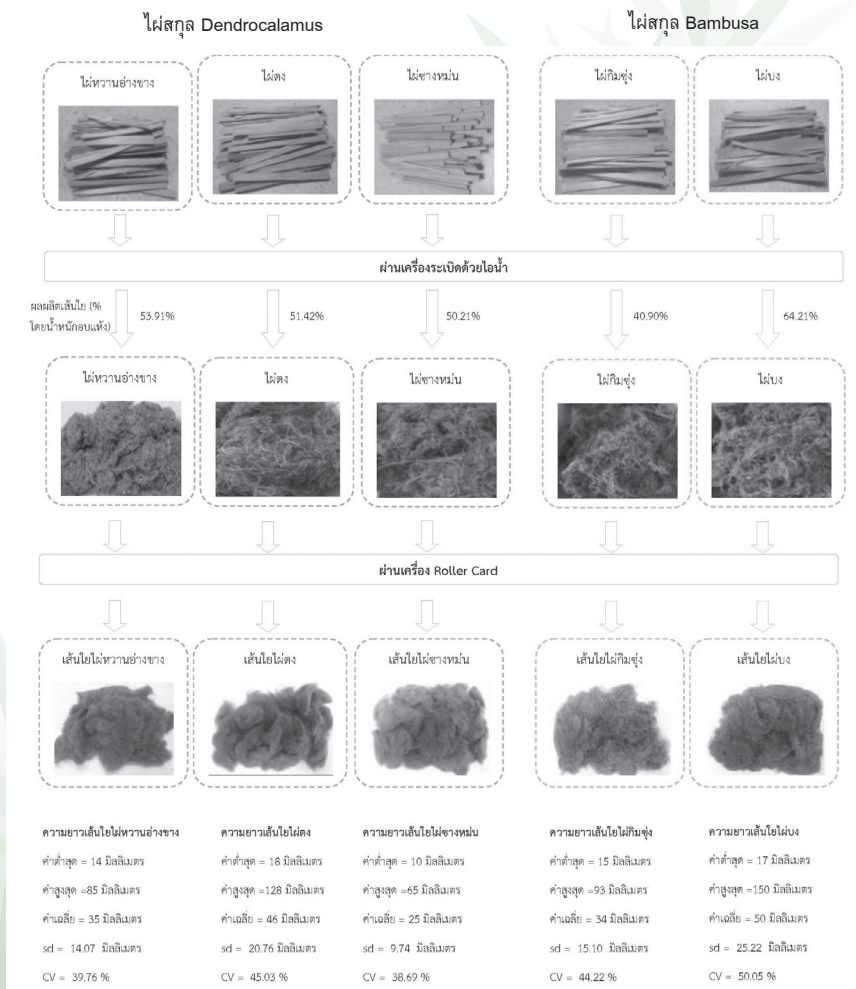 ไผ่สกุล Dendrocalamus
ไผ่สกุล Bambusa
ไผ่หวานอ่างขาง
ไผ่ตง
ไผ่ซางหม่น
ไผ่กิมซุ่ง
ไผ่บง
ผ่านเครื่องระเบิดด้วยไอน้ำ
ผลผลิตเส้นใย (%
โดยน้ำหนักอบแห้ง)
53.91%
51.42%
50.21%
40.90%
64.21%
ไผ่หวานอ่างขาง
ไผ่ตง
ไผ่ซางหม่น
ไผ่กิมซุ่ง
ไผ่บง
ผ่านเครื่อง Roller Card
เส้นใยไผ่หวานอ่างขาง
เส้นใยไผ่ตง
เส้นใยไผ่ซางหม่น
เส้นใยไผ่กิมซุ่ง
เส้นใยไผ่บง
ความยาวเส้นใยไผ่หวานอ่างขาง
ค่าต่ำสุด = 14 มิลลิเมตร
ค่าสูงสุด =85 มิลลิเมตร
ค่าเฉลี่ย = 35 มิลลิเมตร
sd = 14.07 มิลลิเมตร
CV = 39.76 %
ความยาวเส้นใยไผ่ตง
ค่าต่ำสุด = 18 มิลลิเมตร
ค่าสูงสุด =128 มิลลิเมตร
ค่าเฉลี่ย = 46 มิลลิเมตร
sd = 20.76 มิลลิเมตร
CV = 45.03 %
ความยาวเส้นใยไผ่ซางหม่น
ค่าต่ำสุด = 10 มิลลิเมตร
ค่าสูงสุด =65 มิลลิเมตร
ค่าเฉลี่ย = 25 มิลลิเมตร
sd = 9.74 มิลลิเมตร
CV = 38.69 %
ความยาวเส้นใยไผ่กิมซุ่ง
ค่าต่ำสุด = 15 มิลลิเมตร
ค่าสูงสุด =93 มิลลิเมตร
ค่าเฉลี่ย = 34 มิลลิเมตร
sd = 15.10 มิลลิเมตร
CV = 44.22 %
ความยาวเส้นใยไผ่บง
ค่าต่ำสุด = 17 มิลลิเมตร
ค่าสูงสุด =150 มิลลิเมตร
ค่าเฉลี่ย = 50 มิลลิเมตร
sd = 25.22 มิลลิเมตร
CV = 50.05 %